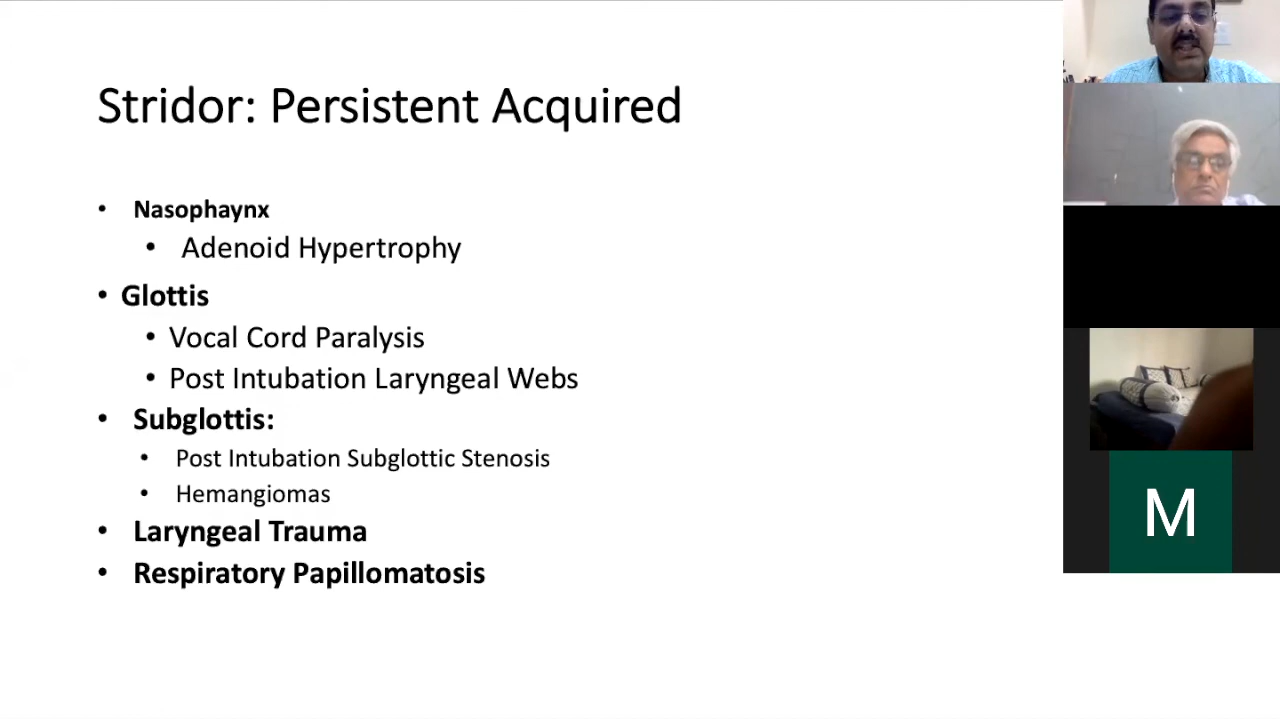 Stridor: Persistent Acquired
• Nasophaynx
• Adenoid Hypertrophy
• Glottis
• Vocal Cord Paralysis
• Post Intubation Laryngeal Webs
• Subglottis:
• Post Intubation Subglottic Stenosis
• Hemangiomas
• Laryngeal Trauma
• Respiratory Papillomatosis
M